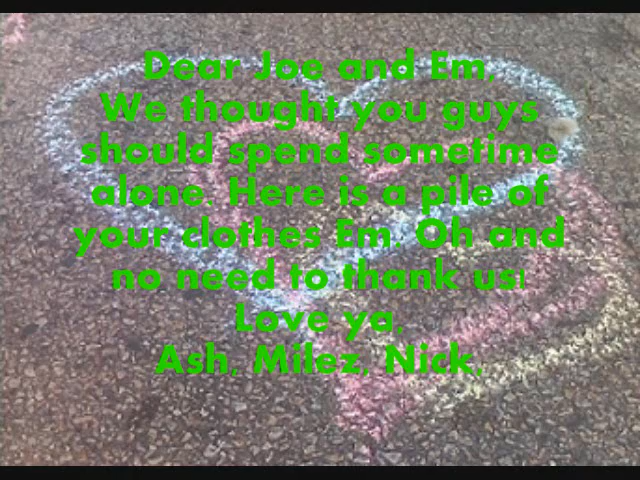 Dear Joe and Em,
We thought you guys
should spend sometime
alone. Here is a pile of
your clothes Em. Oh and
no need to thank us!
Love ya,
Ash, Milez, Nick.